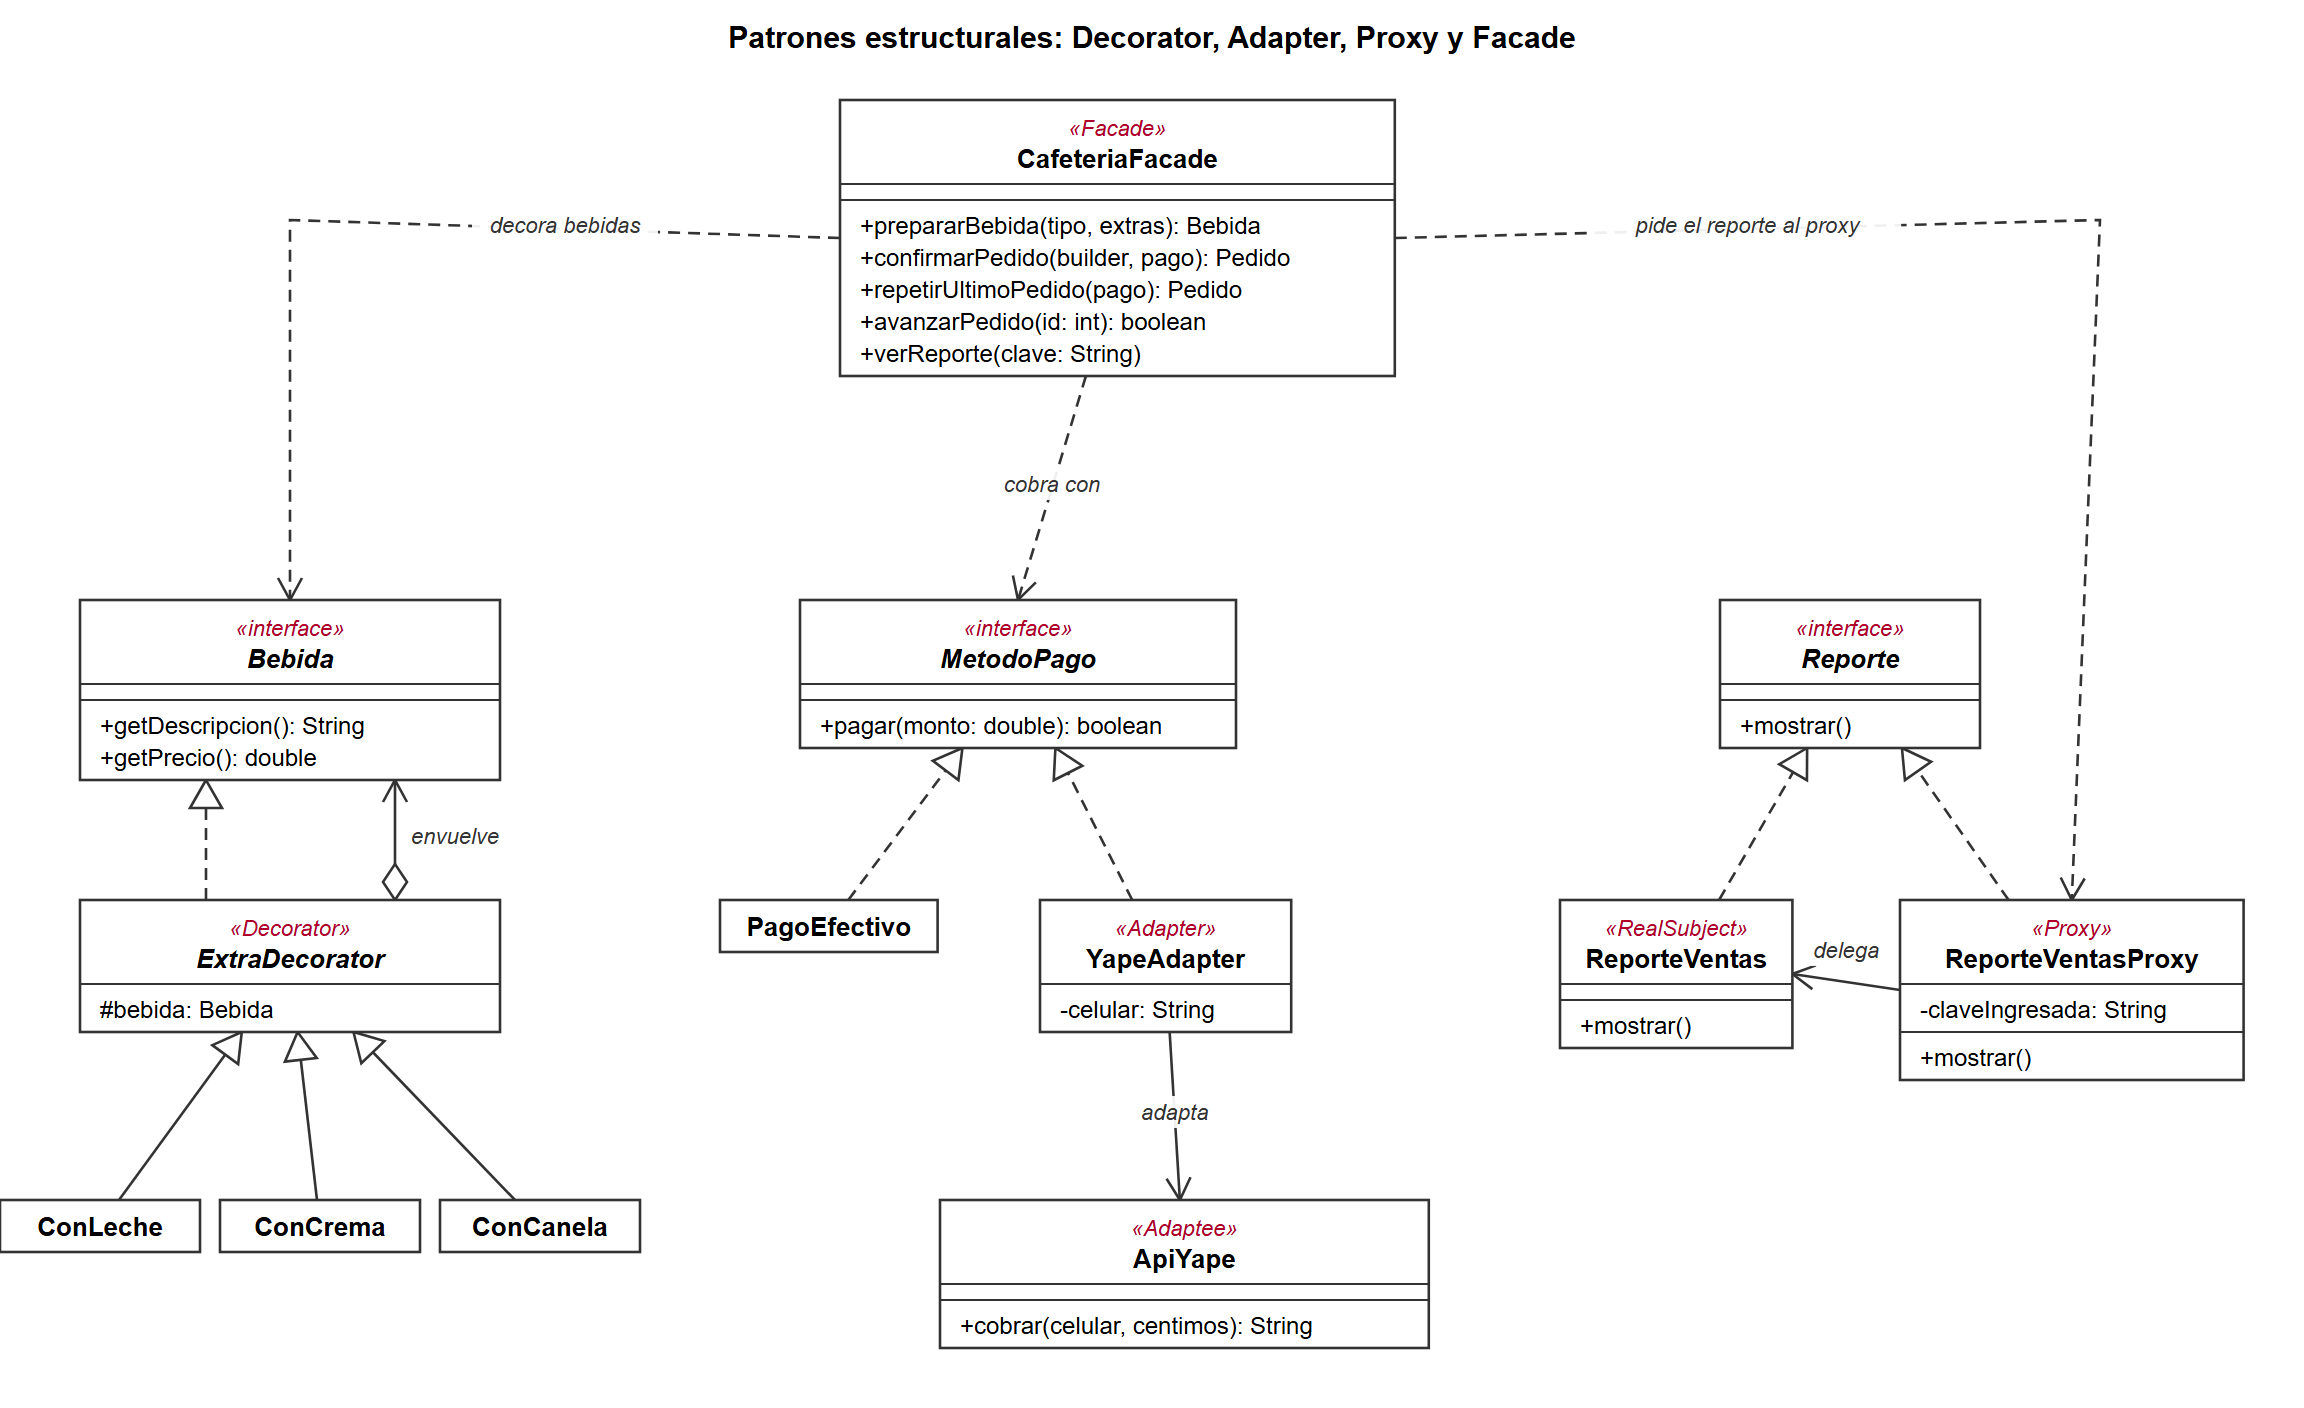 Patrones estructurales: Decorator, Adapter, Proxy y Facade
«Facade»
CafeteriaFacade
+prepararBebida(tipo, extras): Bebida
+confirmarPedido(builder, pago): Pedido
+repetirUltimoPedido(pago): Pedido
+avanzarPedido(id: int): boolean
+verReporte(clave: String)
decora bebidas
pide el reporte al proxy
cobra con
«interface»
Bebida
+getDescripcion(): String
+getPrecio(): double
«interface»
MetodoPago
+pagar(monto: double): boolean
«interface»
Reporte
+mostrar()
envuelve
«Decorator»
ExtraDecorator
#bebida: Bebida
PagoEfectivo
«Adapter»
YapeAdapter
-celular: String
«RealSubject»
ReporteVentas
+mostrar()
delega
«Proxy»
ReporteVentasProxy
-claveIngresada: String
+mostrar()
adapta
ConLeche
ConCrema
ConCanela
«Adaptee»
ApiYape
+cobrar(celular, centimos): String